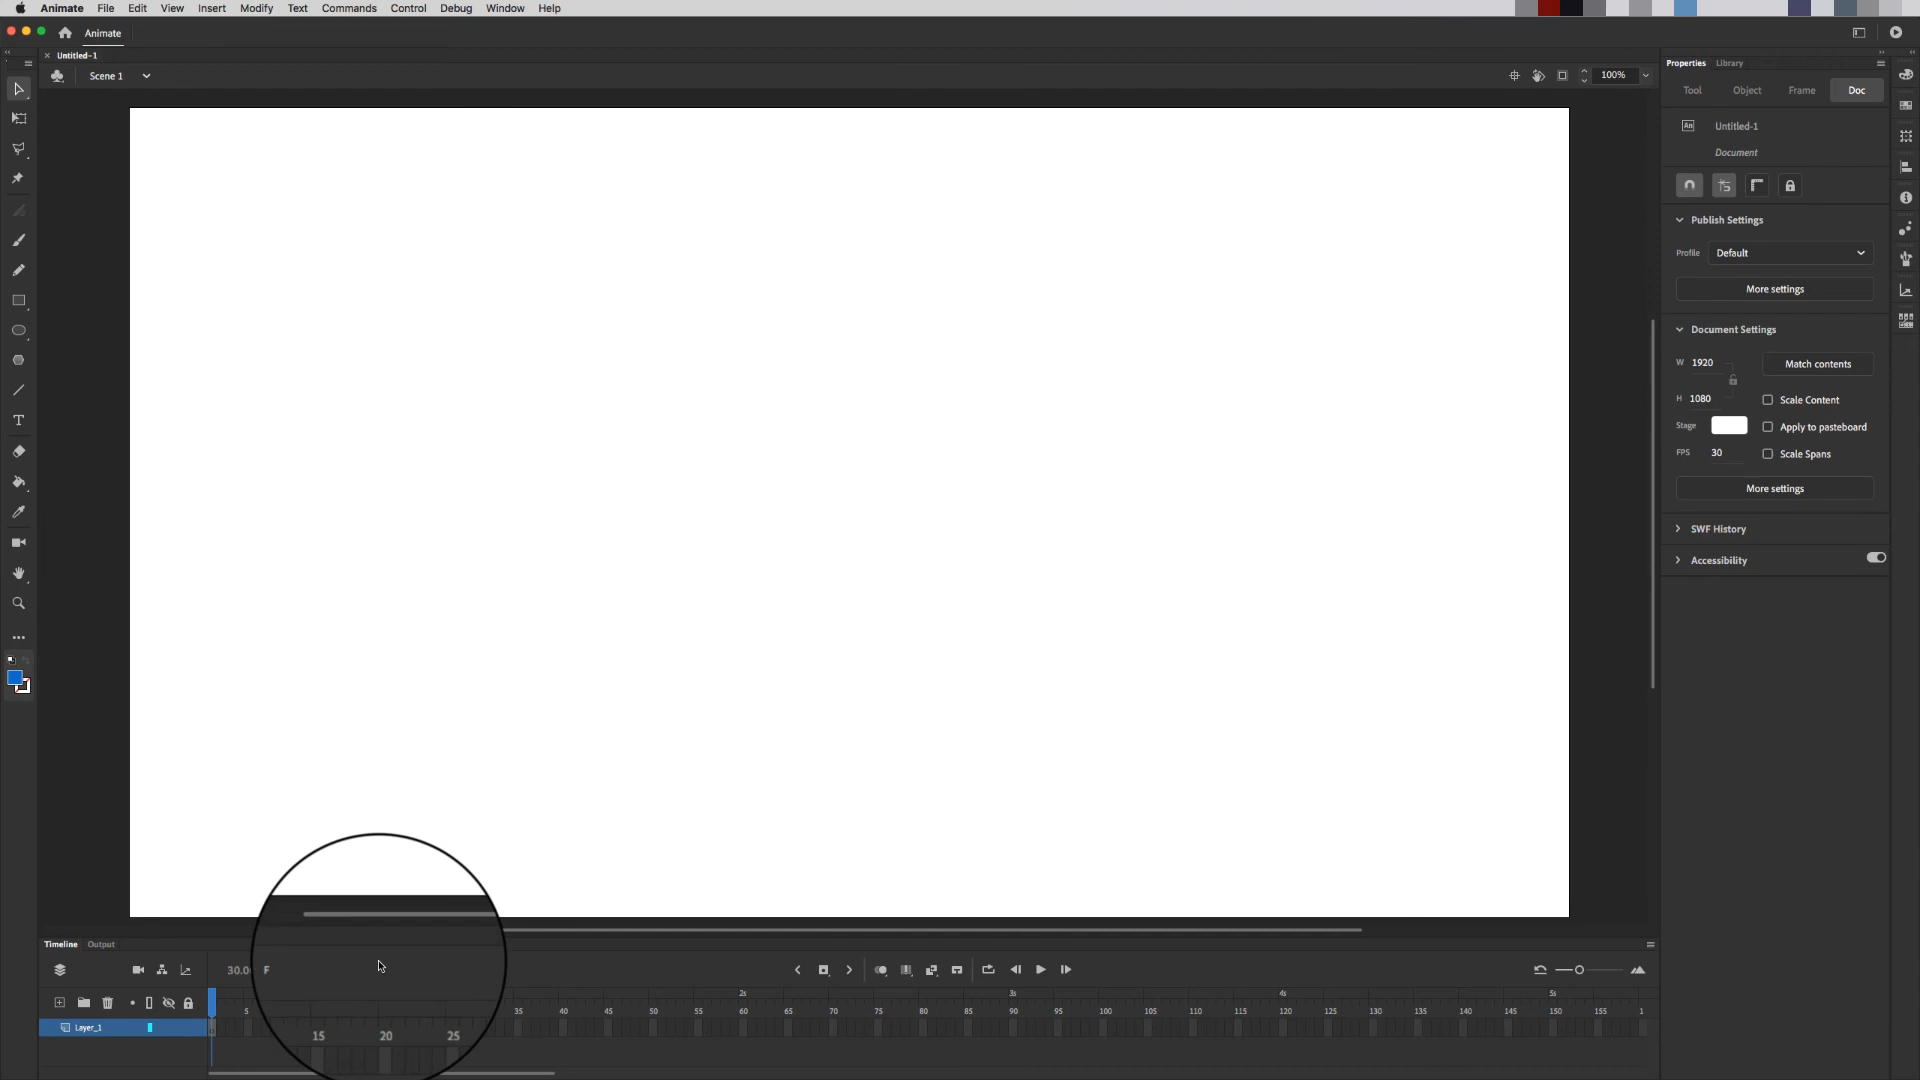 Animate File Edit View Insert Modify Text Commands Control Debug Window Help
Animate
Untitled-1
Scene 1
100%
Properties Library
Tool Object Frame Doc
An Untitled-1
Document
Publish Settings
Profile Default
More settings
Document Settings
W 1920 Match contents
H 1080 Scale Content
Stage Apply to pasteboard
FPS 30 Scale Spans
More settings
SWF History
Accessibility
Timeline Output
30.0 F
2s 3s 4s 5s
5 35 40 45 50 55 60 65 70 75 80 85 90 95 100 105 110 115 120 125 130 135 140 145 150 155 1
Layer_1
15 20 25